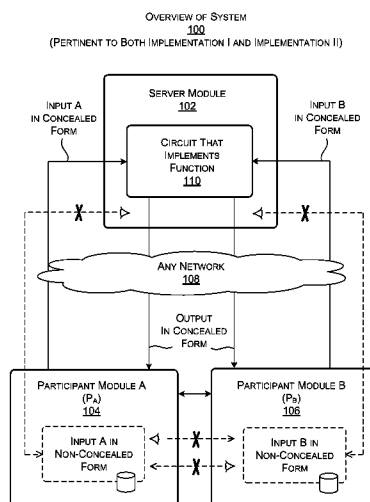 OVERVIEW OF SYSTEM
100
(PERTINENT TO BOTH IMPLEMENTATION I AND IMPLEMENTATION II)
SERVER MODULE
102
INPUT A
IN CONCEALED
FORM
INPUT B
IN CONCEALED
FORM
CIRCUIT THAT
IMPLEMENTS
FUNCTION
110
X
X
ANY NETWORK
108
OUTPUT
IN CONCEALED
FORM
PARTICIPANT MODULE A
(PA)
104
PARTICIPANT MODULE B
(PB)
106
INPUT A IN
NON-CONCEALED
FORM
X
X
INPUT B IN
NON-CONCEALED
FORM